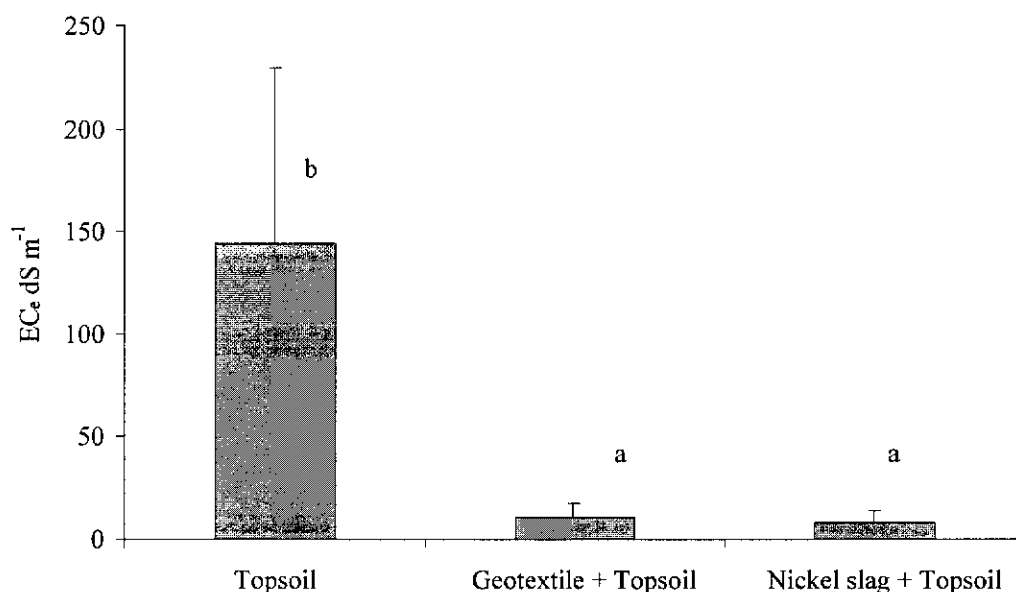 250
200
150
100
50
0
ECe dS m-1
b
a
a
Topsoil
Geotextile + Topsoil
Nickel slag + Topsoil